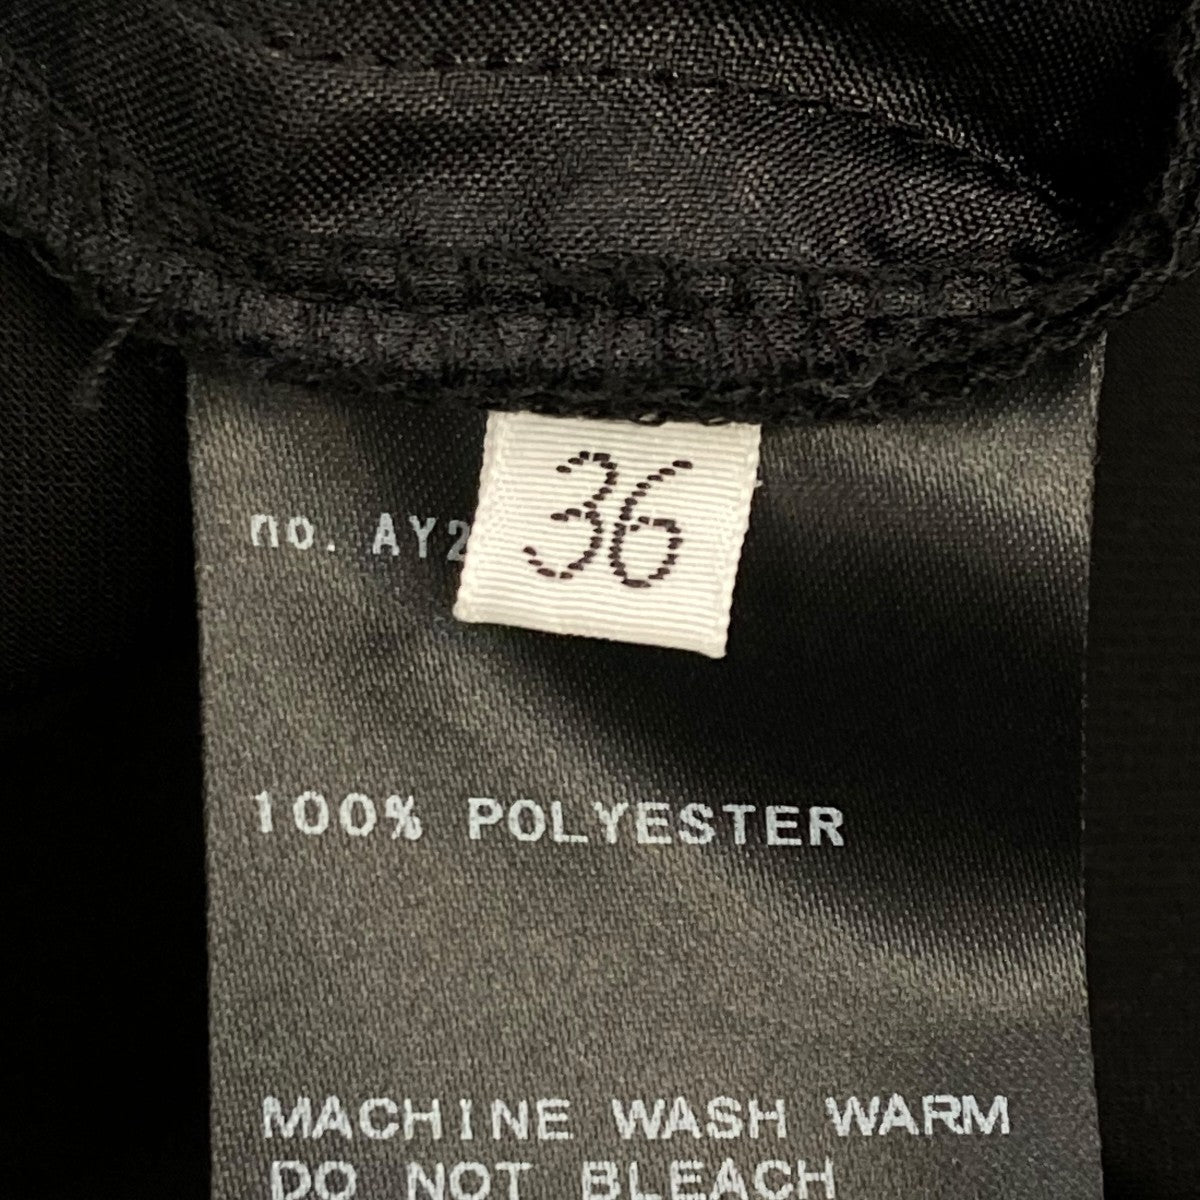 36
no. AY2
100% POLYESTER
MACHINE WASH WARM
DO NOT BLEACH